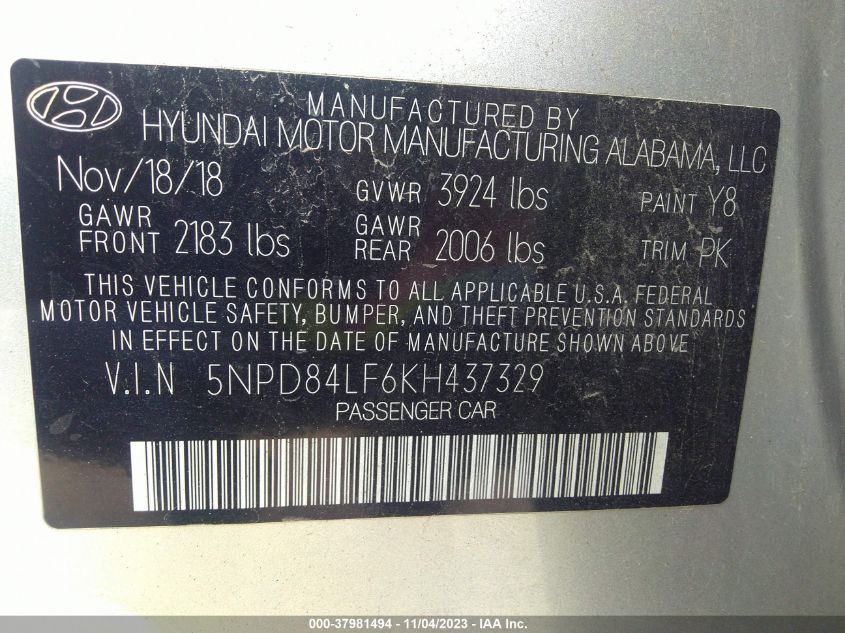 MANUFACTURED BY
HYUNDAI MOTOR MANUFACTURING ALABAMA, LLC
Nov/18/18 GVWR 3924 lbs PAINT Y8
GAWR FRONT 2183 lbs GAWR REAR 2006 lbs TRIM PK
THIS VEHICLE CONFORMS TO ALL APPLICABLE U.S.A. FEDERAL
MOTOR VEHICLE SAFETY, BUMPER, AND THEFT PREVENTION STANDARDS
IN EFFECT ON THE DATE OF MANUFACTURE SHOWN ABOVE
V.I.N 5NPD84LF6KH437329
PASSENGER CAR
000-37981494 - 11/04/2023 - IAA Inc.